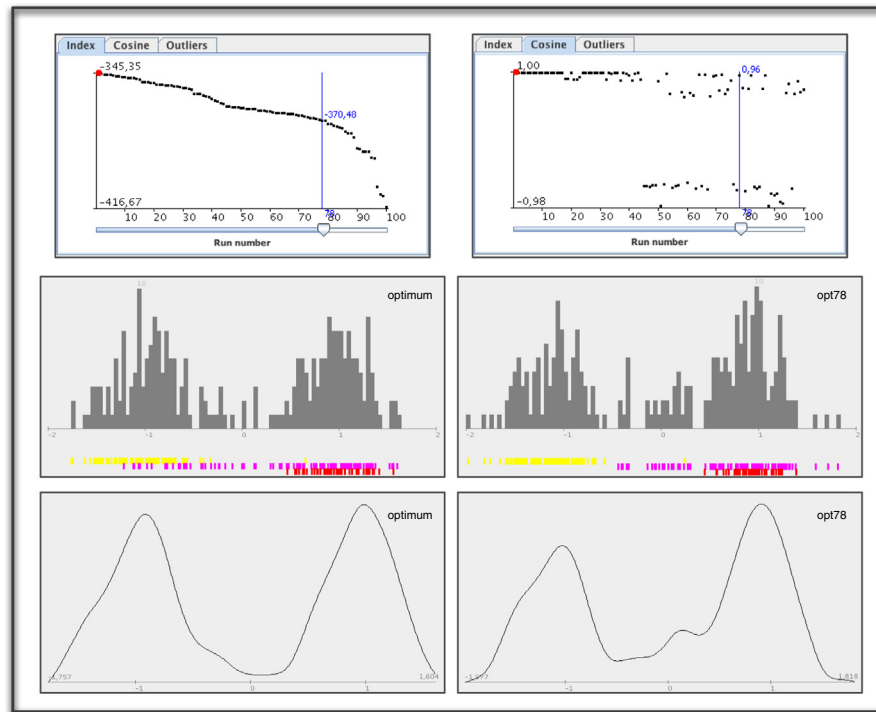 Index Cosine Outliers
-345,35
-370,48
-416,67
78
10 20 30 40 50 60 70 80 90 100
Run number
Index Cosine Outliers
1,00
0,96
-0,98
78
10 20 30 40 50 60 70 80 90 100
Run number
10
optimum
-2 -1 0 1 2
10
opt78
-2 -1 0 1 2
optimum
-1,757 1,604
-1 0 1
opt78
1,818
-1 0 1